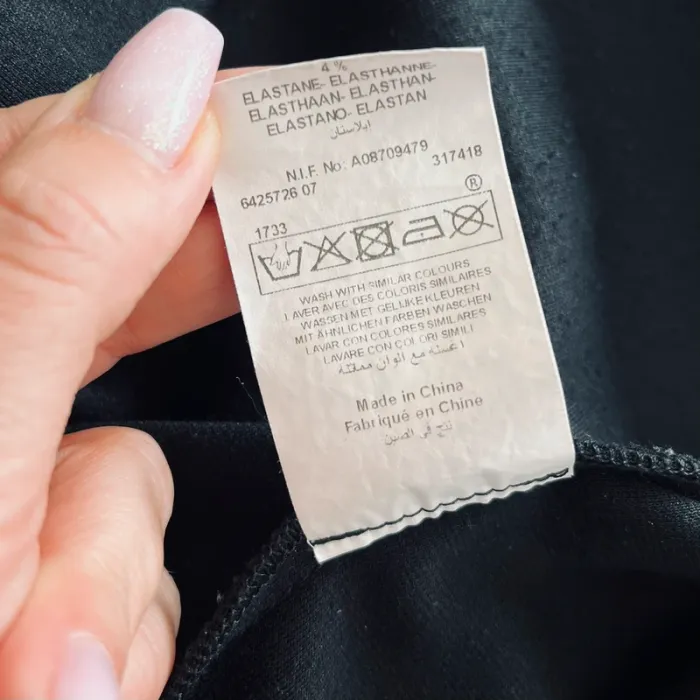 4 %
ELASTANE- ELASTHANNE-
ELASTHAAN- ELASTHAN-
ELASTANO- ELASTAN
ايلاستان
N.I.F. No: A08709479
6425726 07 317418
®
1733
WASH WITH SIMILAR COLOURS
LAVER AVEC DES COLORIS SIMILAIRES
WASSEN MET GELIJKE KLEUREN
MIT ÄHNLICHEN FARBEN WASCHEN
LAVAR CON COLORES SIMILARES
LAVARE CON COLORI SIMILI
اغسله مع الوان مماثلة
Made in China
Fabriqué en Chine
في الصين